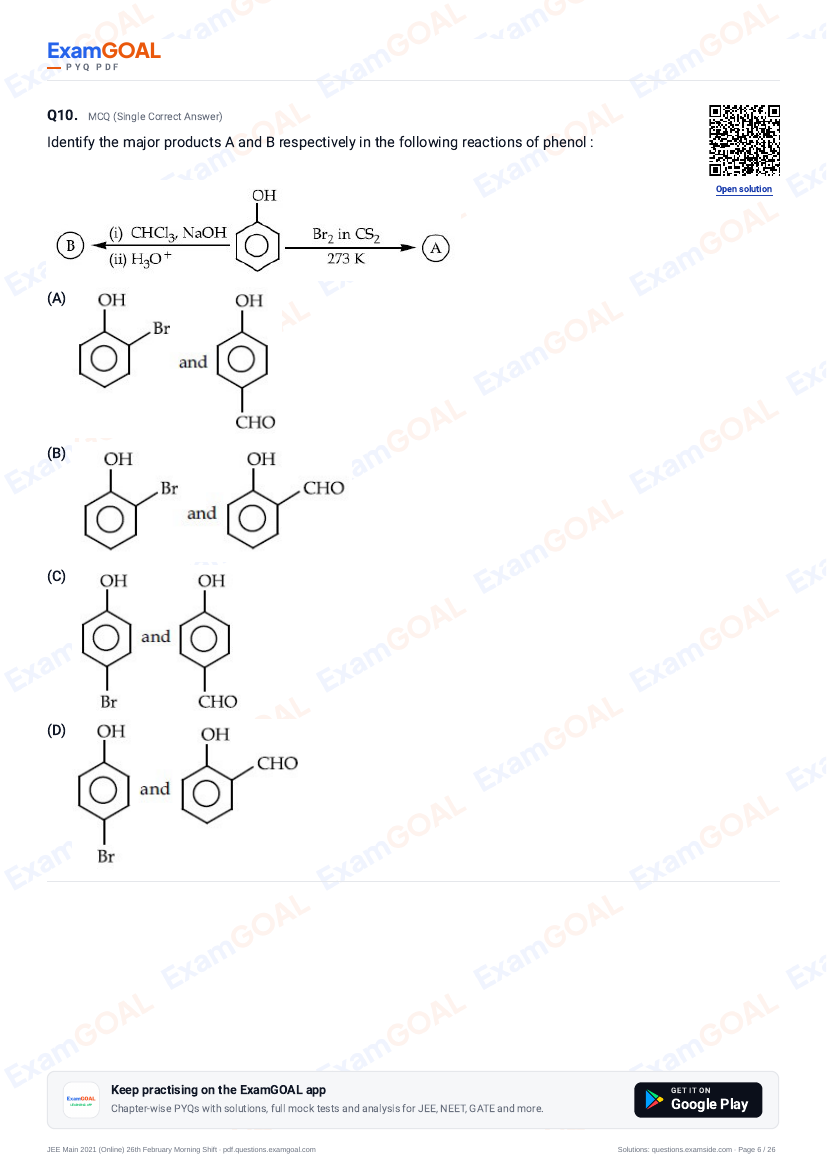 ExamGOAL
PYQ PDF
Q10. MCQ (Single Correct Answer)
Identify the major products A and B respectively in the following reactions of phenol :
Open solution
OH
B (i) CHCl3, NaOH Br2 in CS2 A
(ii) H3O+ 273 K
(A) OH OH
Br
and
CHO
(B) OH OH
Br CHO
and
(C) OH OH
and
Br CHO
(D) OH OH
CHO
and
Br
Keep practising on the ExamGOAL app
Chapter-wise PYQs with solutions, full mock tests and analysis for JEE, NEET, GATE and more.
GET IT ON
Google Play
JEE Main 2021 (Online) 26th February Morning Shift · pdf.questions.examgoal.com
Solutions: questions.examside.com · Page 6 / 26